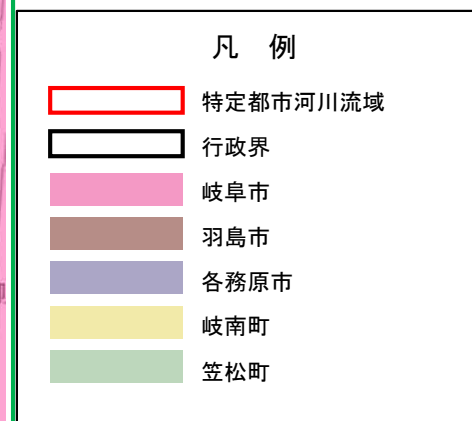 凡 例
特定都市河川流域
行政界
岐阜市
羽島市
各務原市
岐南町
笠松町